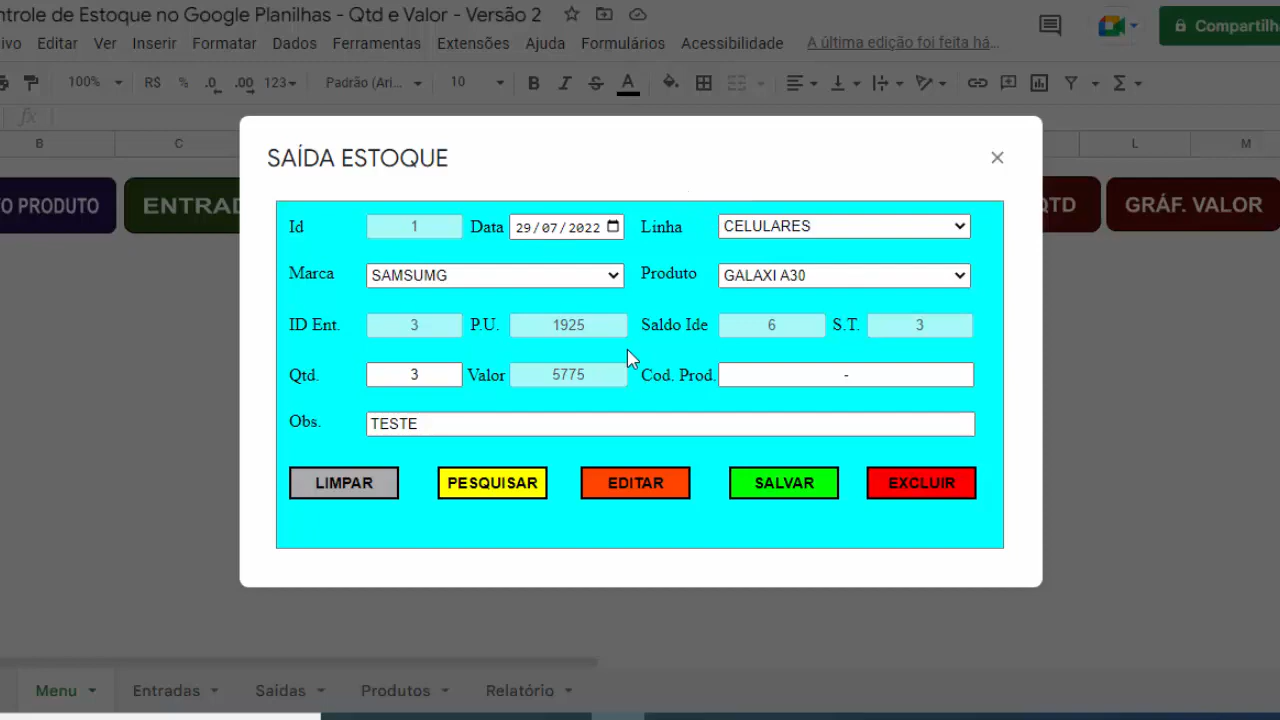 ntrole de Estoque no Google Planilhas - Qtd e Valor - Versão 2
ivo Editar Ver Inserir Formatar Dados Ferramentas Extensões Ajuda Formulários Acessibilidade A última edição foi feita há...
Compartilh
100% R$ % .0 .00 123 Padrão (Ari... 10 B I S A Σ
fx
B C L M
O PRODUTO ENTRAD QTD GRÁF. VALOR
SAÍDA ESTOQUE
Id 1 Data 29/07/2022 Linha CELULARES
Marca SAMSUMG Produto GALAXI A30
ID Ent. 3 P.U. 1925 Saldo Ide 6 S.T. 3
Qtd. 3 Valor 5775 Cod. Prod. -
Obs. TESTE
LIMPAR PESQUISAR EDITAR SALVAR EXCLUIR
Menu Entradas Saídas Produtos Relatório